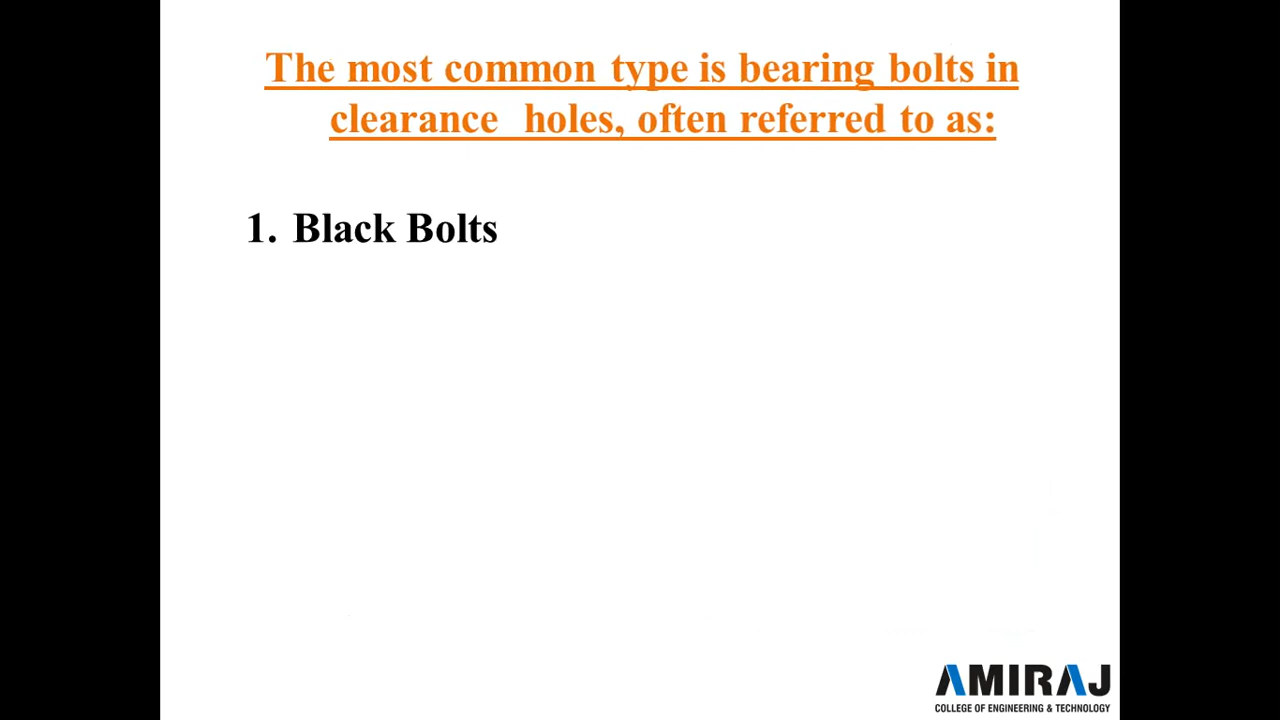 The most common type is bearing bolts in
clearance holes, often referred to as:
1. Black Bolts
AMIRAJ
COLLEGE OF ENGINEERING & TECHNOLOGY